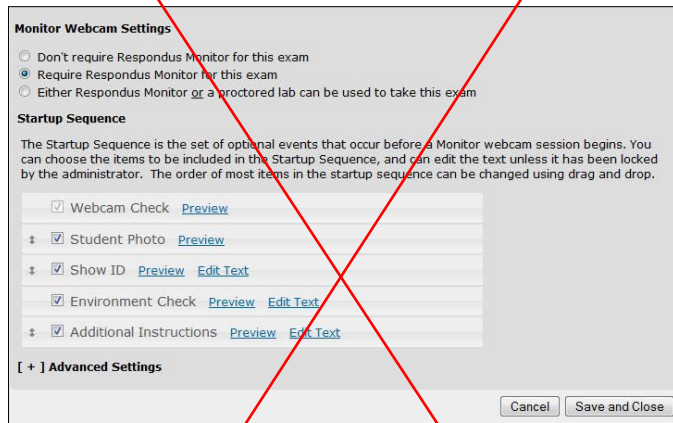 Monitor Webcam Settings
Don't require Respondus Monitor for this exam
Require Respondus Monitor for this exam
Either Respondus Monitor or a proctored lab can be used to take this exam
Startup Sequence
The Startup Sequence is the set of optional events that occur before a Monitor webcam session begins. You
can choose the items to be included in the Startup Sequence, and can edit the text unless it has been locked
by the administrator. The order of most items in the startup sequence can be changed using drag and drop.
Webcam Check Preview
Student Photo Preview
Show ID Preview Edit Text
Environment Check Preview Edit Text
Additional Instructions Preview Edit Text
[ + ] Advanced Settings
Cancel Save and Close